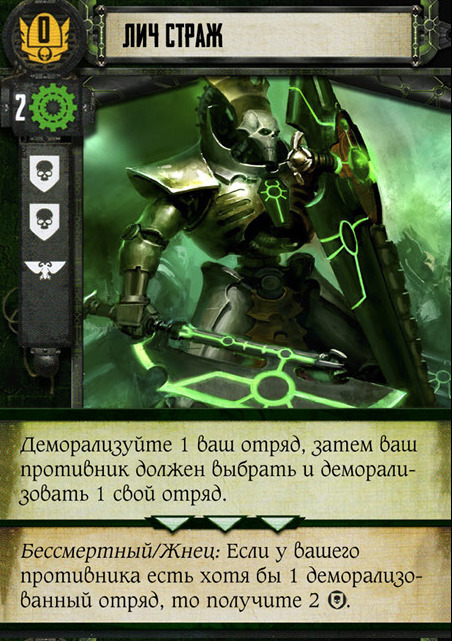 0
ЛИЧ СТРАЖ
2
Деморализуйте 1 ваш отряд, затем ваш
противник должен выбрать и деморали-
зовать 1 свой отряд.
Бессмертный/Жнец: Если у вашего
противника есть хотя бы 1 деморализо-
ванный отряд, то получите 2 .